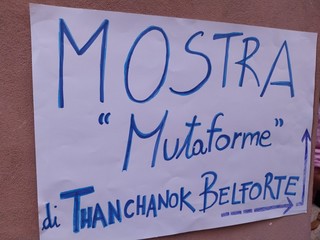 MOSTRA
"Mutaforme"
di THANCHANOK BELFORTE